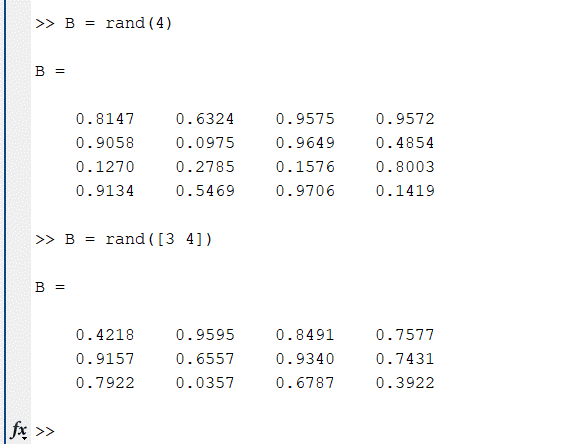 >> B = rand(4)
B =
0.8147 0.6324 0.9575 0.9572
0.9058 0.0975 0.9649 0.4854
0.1270 0.2785 0.1576 0.8003
0.9134 0.5469 0.9706 0.1419
>> B = rand([3 4])
B =
0.4218 0.9595 0.8491 0.7577
0.9157 0.6557 0.9340 0.7431
0.7922 0.0357 0.6787 0.3922
fx >>